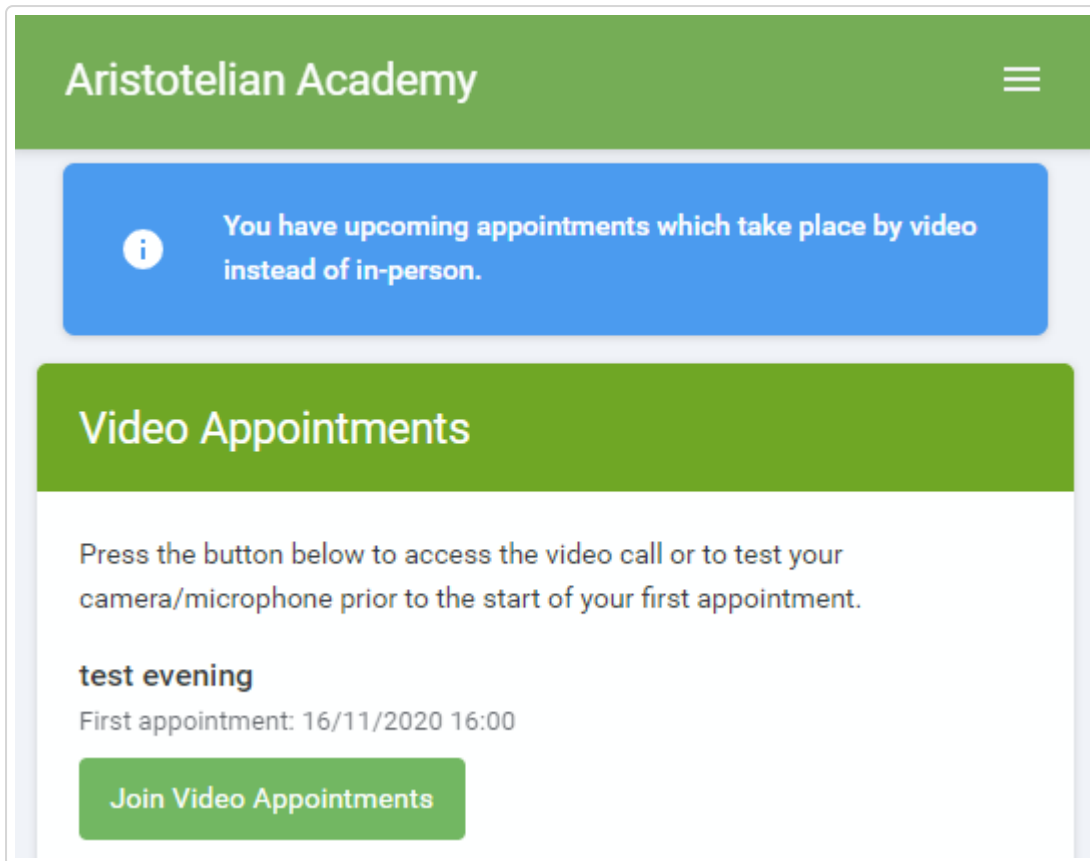 Aristotelian Academy
You have upcoming appointments which take place by video
instead of in-person.
Video Appointments
Press the button below to access the video call or to test your
camera/microphone prior to the start of your first appointment.
test evening
First appointment: 16/11/2020 16:00
Join Video Appointments